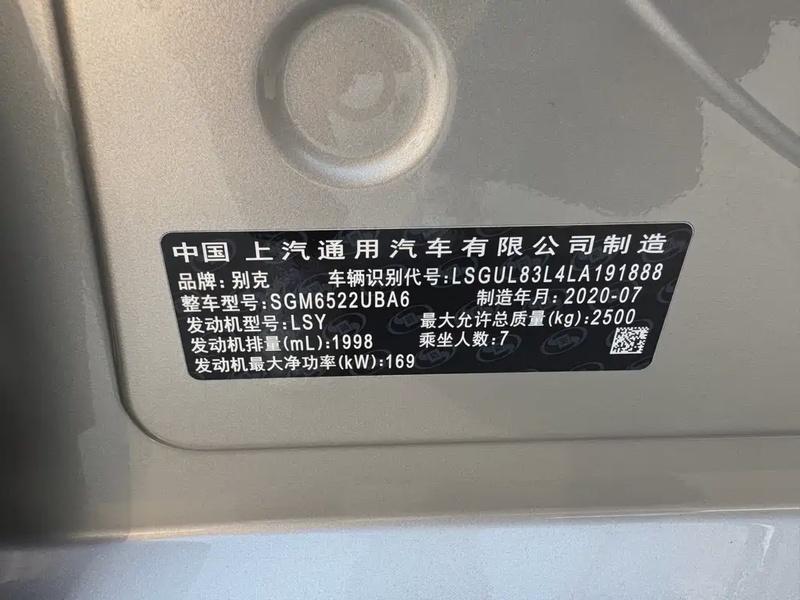 中国 上汽通用汽车有限公司制造
品牌:别克 车辆识别代号:LSGUL83L4LA191888
整车型号:SGM6522UBA6 制造年月:2020-07
发动机型号:LSY 最大允许总质量(kg):2500
发动机排量(mL):1998 乘坐人数:7
发动机最大净功率(kW):169